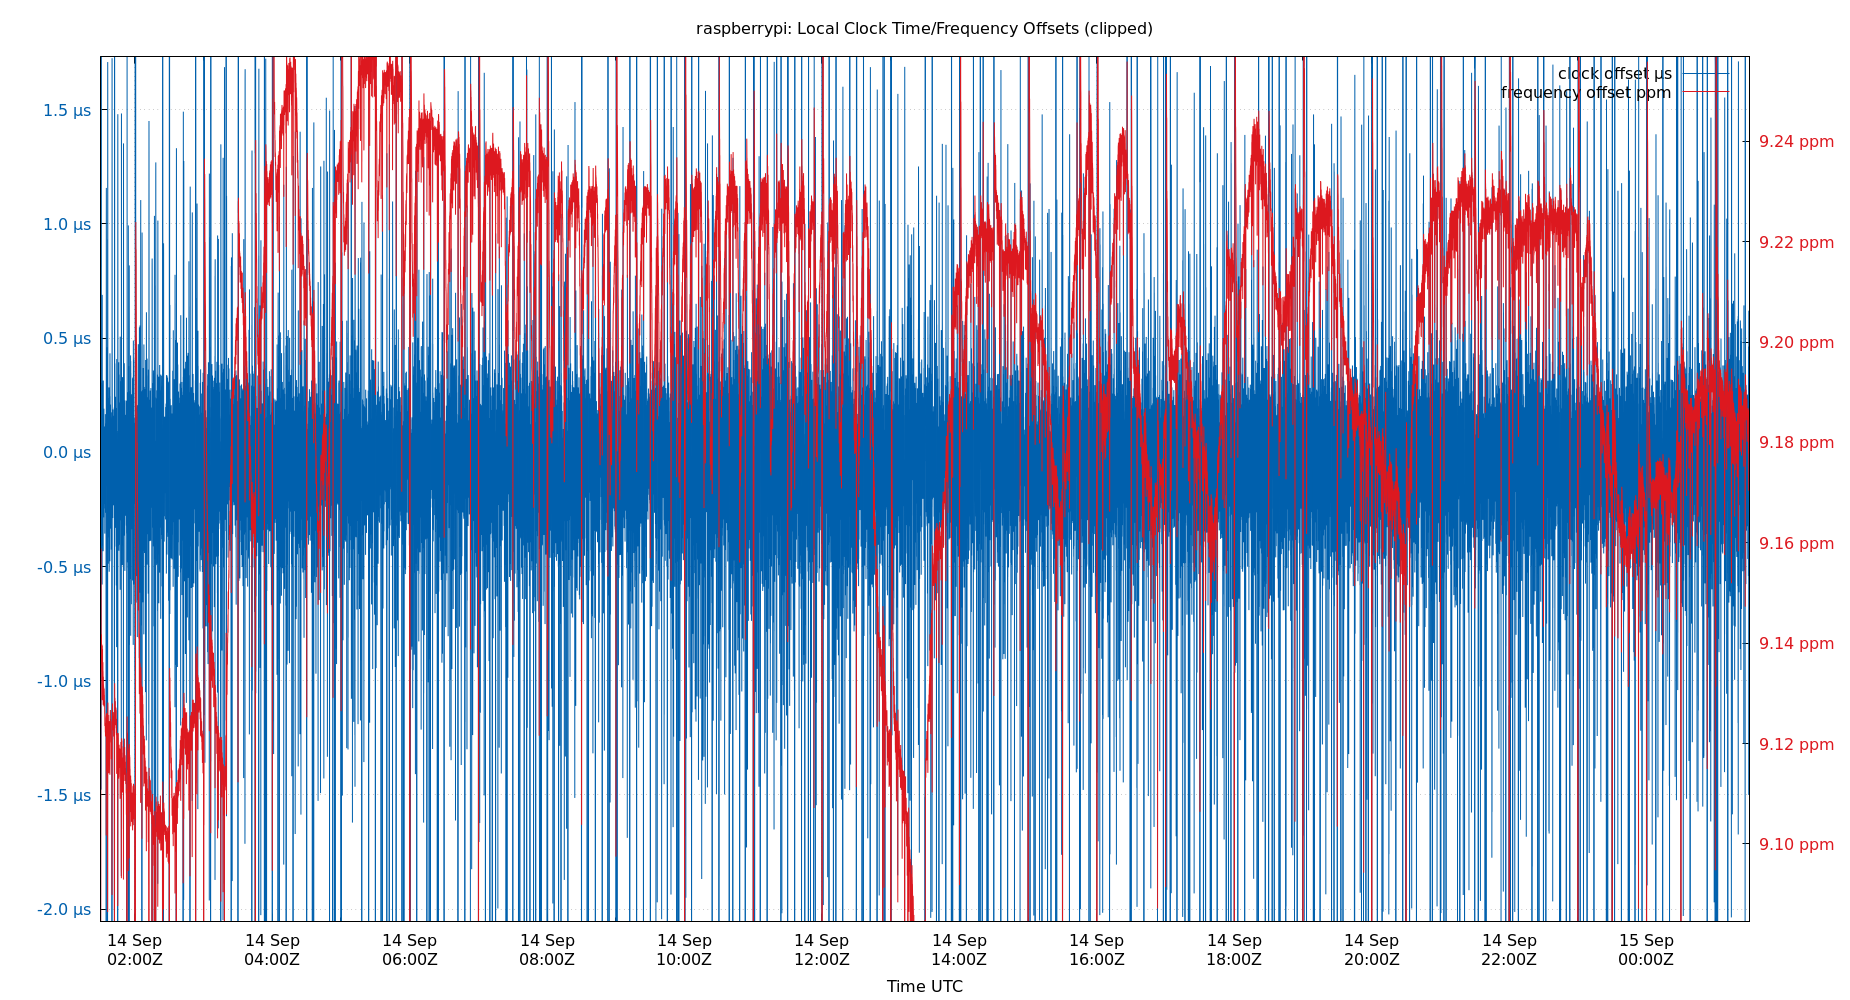 raspberrypi: Local Clock Time/Frequency Offsets (clipped)
clock offset µs
frequency offset ppm
1.5 µs
1.0 µs
0.5 µs
0.0 µs
-0.5 µs
-1.0 µs
-1.5 µs
-2.0 µs
9.24 ppm
9.22 ppm
9.20 ppm
9.18 ppm
9.16 ppm
9.14 ppm
9.12 ppm
9.10 ppm
14 Sep 14 Sep 14 Sep 14 Sep 14 Sep 14 Sep 14 Sep 14 Sep 14 Sep 14 Sep 14 Sep 15 Sep
02:00Z 04:00Z 06:00Z 08:00Z 10:00Z 12:00Z 14:00Z 16:00Z 18:00Z 20:00Z 22:00Z 00:00Z
Time UTC